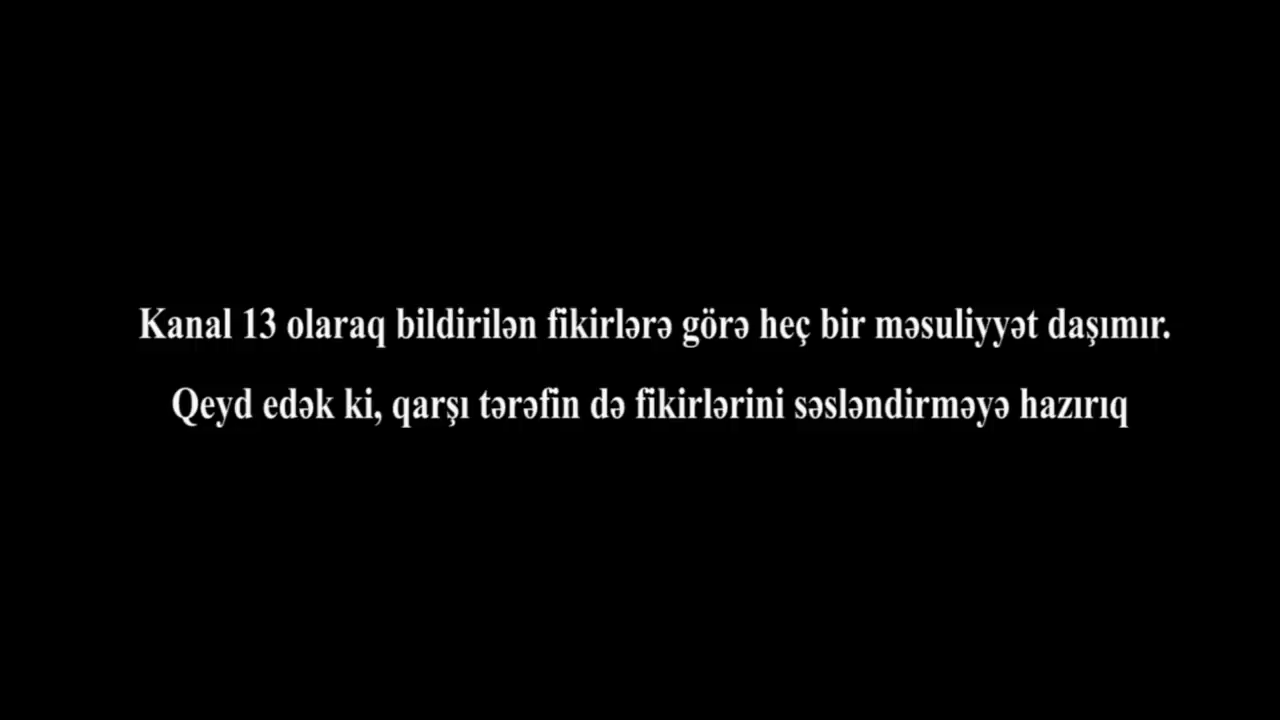 Kanal 13 olaraq bildirilən fikirlərə görə heç bir məsuliyyət daşımır.
Qeyd edək ki, qarşı tərəfin də fikirlərini səsləndirməyə hazırıq